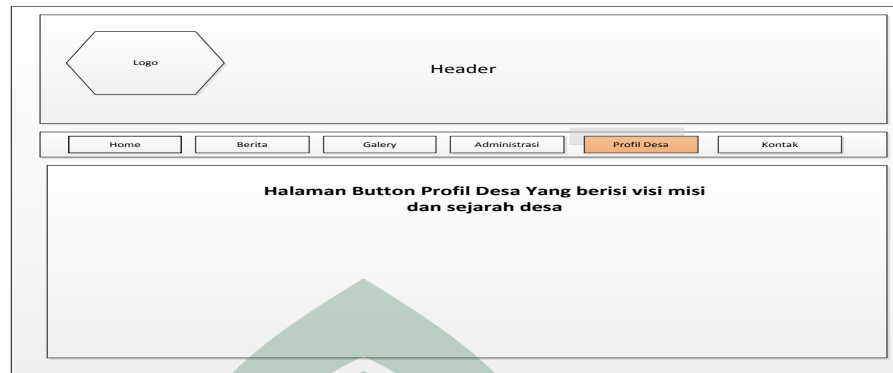 Logo
Header
Home Berita Galery Administrasi Profil Desa Kontak
Halaman Button Profil Desa Yang berisi visi misi
dan sejarah desa